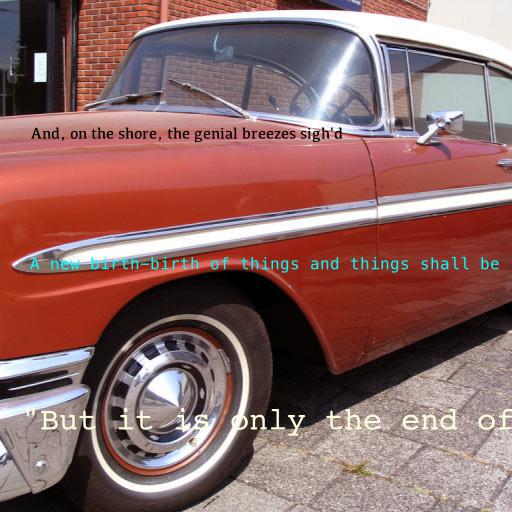 And, on the shore, the genial breezes sigh'd
A new birth-birth of things and things shall be
"But it is only the end of